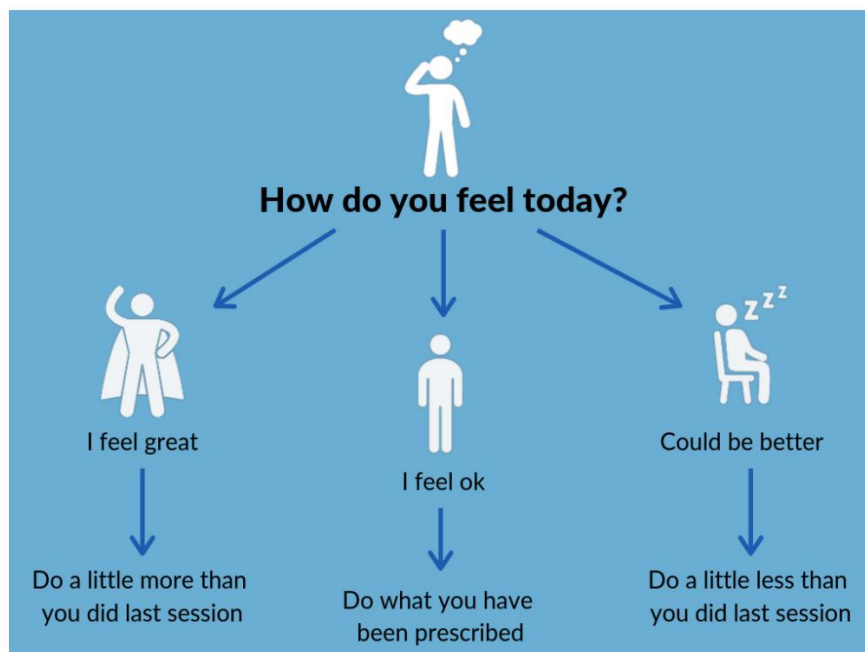 How do you feel today?
z z z
I feel great
Do a little more than
you did last session
I feel ok
Do what you have
been prescribed
Could be better
Do a little less than
you did last session